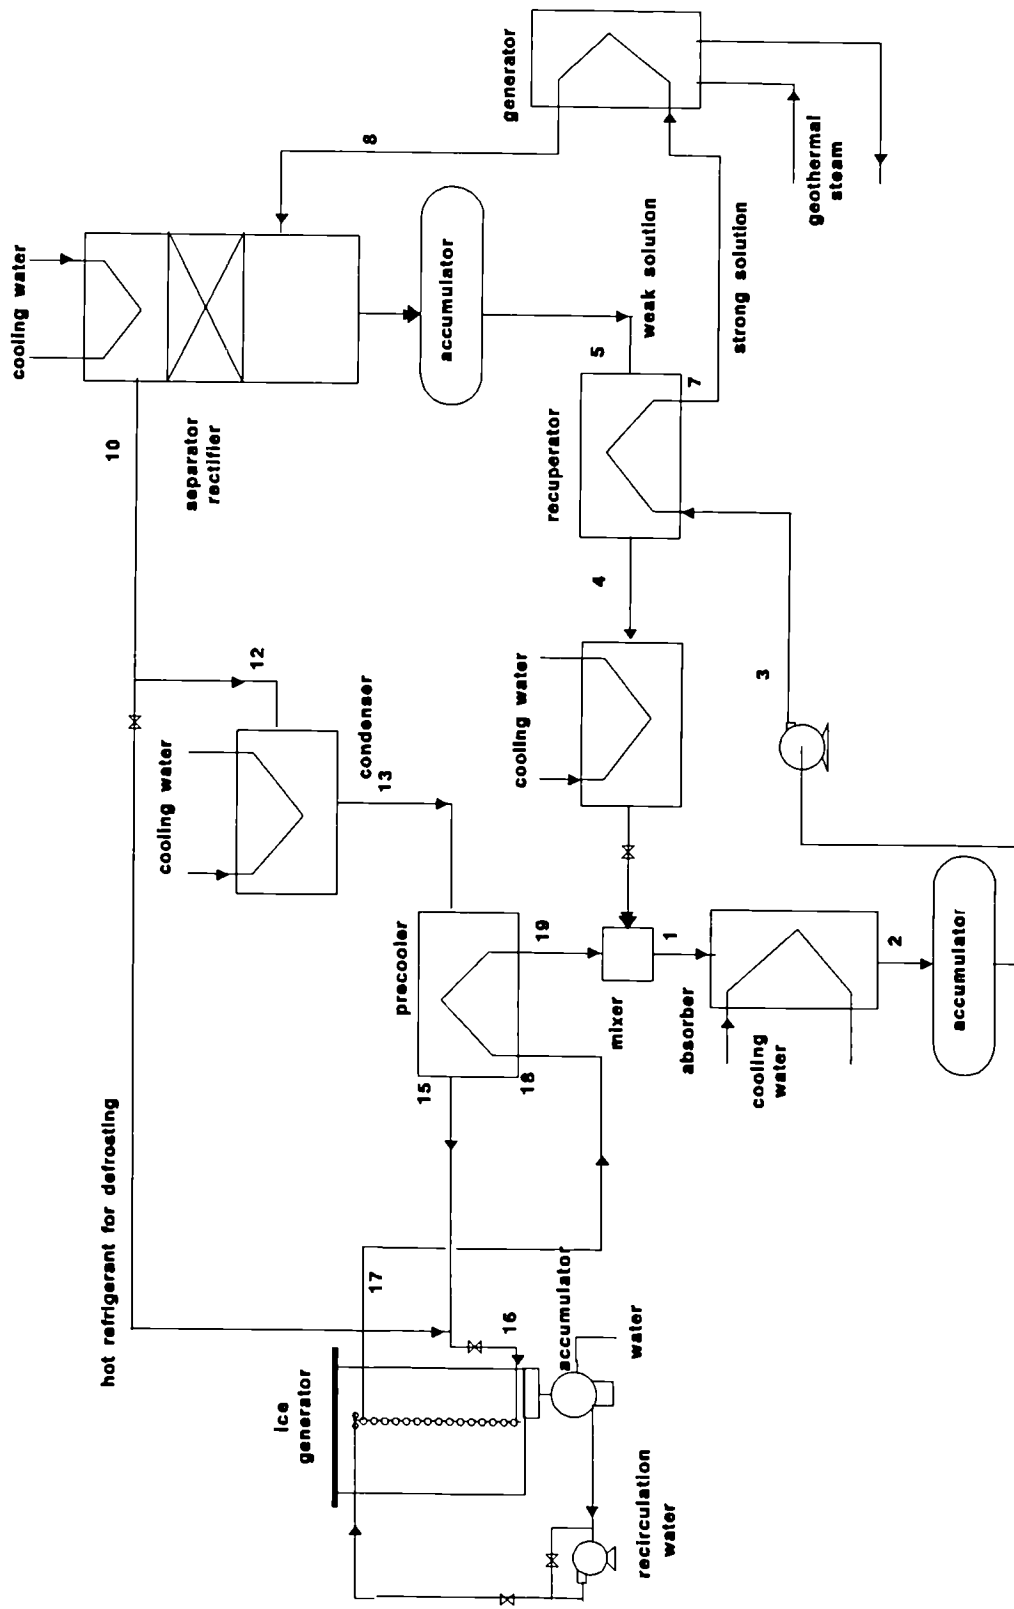 hot refrigerant for defrosting
ice
generator
17
16
accumulator
water
recirculation
water
15
18
precooler
19
mixer
1
absorber
cooling
water
2
accumulator
cooling water
condenser
13
12
10
separator
rectifier
cooling water
accumulator
cooling water
4
recuperator
5
7
3
weak solution
strong solution
8
generator
geothermal
steam